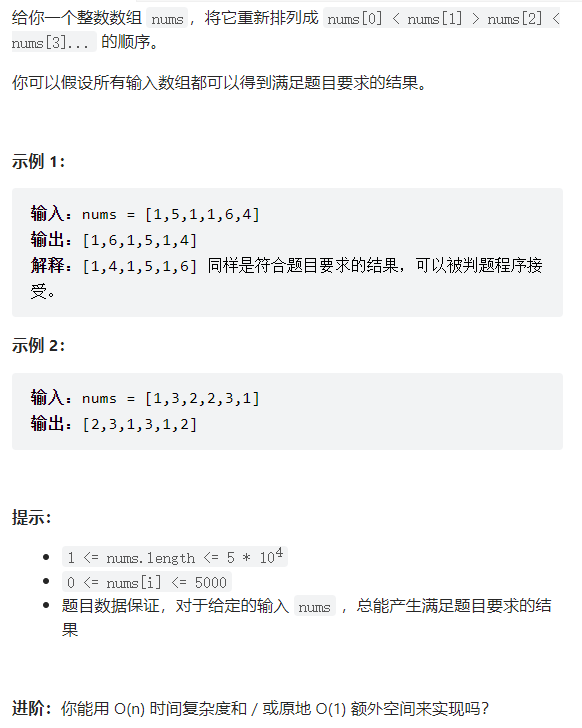 给你一个整数数组 nums，将它重新排列成 nums[0] < nums[1] > nums[2] <
nums[3]... 的顺序。
你可以假设所有输入数组都可以得到满足题目要求的结果。
示例 1：
输入：nums = [1,5,1,1,6,4]
输出：[1,6,1,5,1,4]
解释：[1,4,1,5,1,6] 同样是符合题目要求的结果，可以被判题程序接
受。
示例 2：
输入：nums = [1,3,2,2,3,1]
输出：[2,3,1,3,1,2]
提示：
• 1 <= nums.length <= 5 * 10⁴
• 0 <= nums[i] <= 5000
• 题目数据保证，对于给定的输入 nums ，总能产生满足题目要求的结
果
进阶：你能用 O(n) 时间复杂度和 / 或原地 O(1) 额外空间来实现吗？